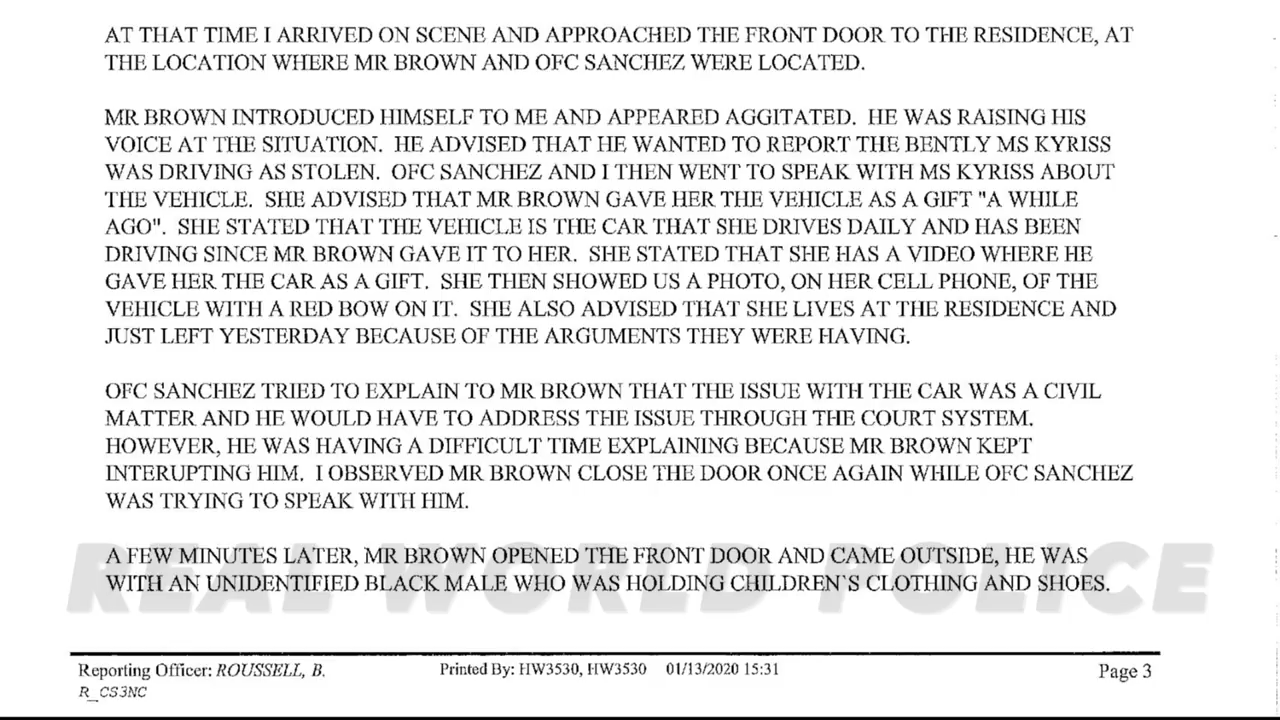 AT THAT TIME I ARRIVED ON SCENE AND APPROACHED THE FRONT DOOR TO THE RESIDENCE, AT
THE LOCATION WHERE MR BROWN AND OFC SANCHEZ WERE LOCATED.
MR BROWN INTRODUCED HIMSELF TO ME AND APPEARED AGGITATED. HE WAS RAISING HIS
VOICE AT THE SITUATION. HE ADVISED THAT HE WANTED TO REPORT THE BENTLY MS KYRISS
WAS DRIVING AS STOLEN. OFC SANCHEZ AND I THEN WENT TO SPEAK WITH MS KYRISS ABOUT
THE VEHICLE. SHE ADVISED THAT MR BROWN GAVE HER THE VEHICLE AS A GIFT "A WHILE
AGO". SHE STATED THAT THE VEHICLE IS THE CAR THAT SHE DRIVES DAILY AND HAS BEEN
DRIVING SINCE MR BROWN GAVE IT TO HER. SHE STATED THAT SHE HAS A VIDEO WHERE HE
GAVE HER THE CAR AS A GIFT. SHE THEN SHOWED US A PHOTO, ON HER CELL PHONE, OF THE
VEHICLE WITH A RED BOW ON IT. SHE ALSO ADVISED THAT SHE LIVES AT THE RESIDENCE AND
JUST LEFT YESTERDAY BECAUSE OF THE ARGUMENTS THEY WERE HAVING.
OFC SANCHEZ TRIED TO EXPLAIN TO MR BROWN THAT THE ISSUE WITH THE CAR WAS A CIVIL
MATTER AND HE WOULD HAVE TO ADDRESS THE ISSUE THROUGH THE COURT SYSTEM.
HOWEVER, HE WAS HAVING A DIFFICULT TIME EXPLAINING BECAUSE MR BROWN KEPT
INTERUPTING HIM. I OBSERVED MR BROWN CLOSE THE DOOR ONCE AGAIN WHILE OFC SANCHEZ
WAS TRYING TO SPEAK WITH HIM.
A FEW MINUTES LATER, MR BROWN OPENED THE FRONT DOOR AND CAME OUTSIDE, HE WAS
WITH AN UNIDENTIFIED BLACK MALE WHO WAS HOLDING CHILDREN'S CLOTHING AND SHOES.
REAL WORLD POLICE
Reporting Officer: ROUSSELL, B. Printed By: HW3530, HW3530 01/13/2020 15:31 Page 3
R_CS3NC